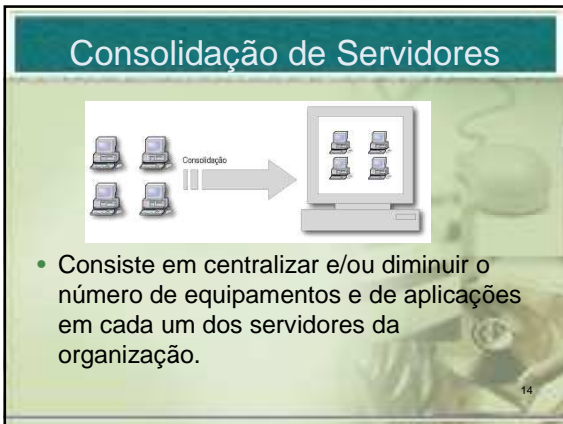 Consolidação de Servidores
Consolidação
• Consiste em centralizar e/ou diminuir o
número de equipamentos e de aplicações
em cada um dos servidores da
organização.
14